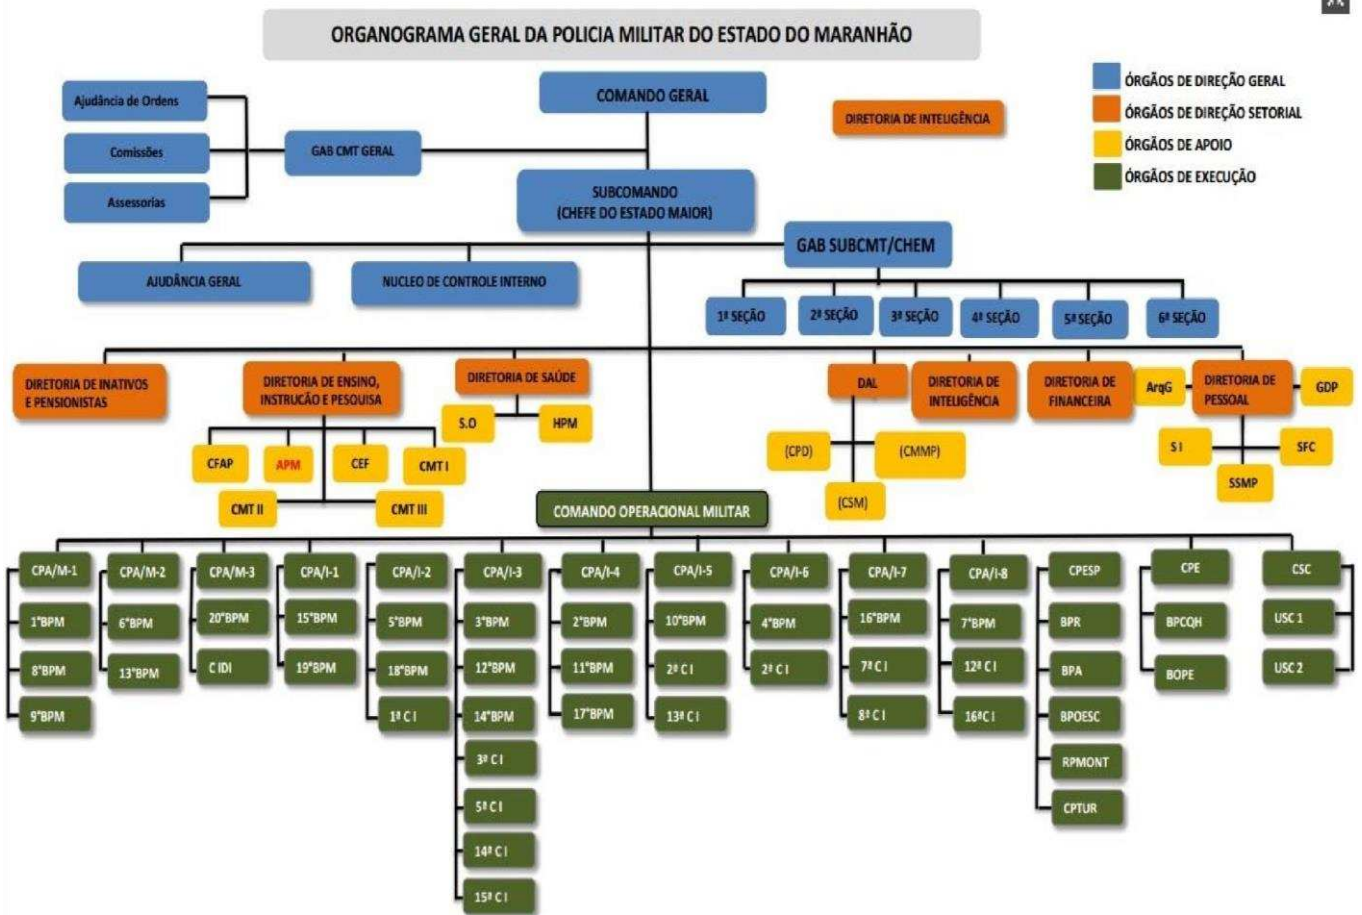 ORGANOGRAMA GERAL DA POLICIA MILITAR DO ESTADO DO MARANHÃO
ÓRGÃOS DE DIREÇÃO GERAL
ÓRGÃOS DE DIREÇÃO SETORIAL
ÓRGÃOS DE APOIO
ÓRGÃOS DE EXECUÇÃO
COMANDO GERAL
DIRETORIA DE INTELIGÊNCIA
Ajudância de Ordens
Comissões
Assessorias
GAB CMT GERAL
SUBCOMANDO
(CHEFE DO ESTADO MAIOR)
GAB SUBCMT/CHEM
AJUDÂNCIA GERAL
NUCLEO DE CONTROLE INTERNO
1ª SEÇÃO
2ª SEÇÃO
3ª SEÇÃO
4ª SEÇÃO
5ª SEÇÃO
6ª SEÇÃO
DIRETORIA DE INATIVOS
E PENSIONISTAS
DIRETORIA DE ENSINO,
INSTRUCÃO E PESQUISA
CFAP
APM
CEF
CMT I
CMT II
CMT III
DIRETORIA DE SAÚDE
S.O
HPM
DAL
(CPD)
(CMMP)
(CSM)
DIRETORIA DE
INTELIGÊNCIA
DIRETORIA DE
FINANCEIRA
ArqG
DIRETORIA DE
PESSOAL
GDP
S I
SFC
SSMP
COMANDO OPERACIONAL MILITAR
CPA/M-1
1°BPM
8°BPM
9°BPM
CPA/M-2
6°BPM
13°BPM
CPA/M-3
20°BPM
C IDI
CPA/I-1
15°BPM
19°BPM
CPA/I-2
5°BPM
18°BPM
1ª C I
CPA/I-3
3°BPM
12°BPM
14°BPM
3ª C I
5ª C I
14ª C I
15ª C I
CPA/I-4
2°BPM
11°BPM
17°BPM
CPA/I-5
10°BPM
2ª C I
13ª C I
CPA/I-6
4°BPM
2ª C I
CPA/I-7
16°BPM
7ª C I
8ª C I
CPA/I-8
7°BPM
12ª C I
16ªC I
CPESP
BPR
BPA
BPOESC
RPMONT
CPTUR
CPE
BPCQH
BOPE
CSC
USC 1
USC 2